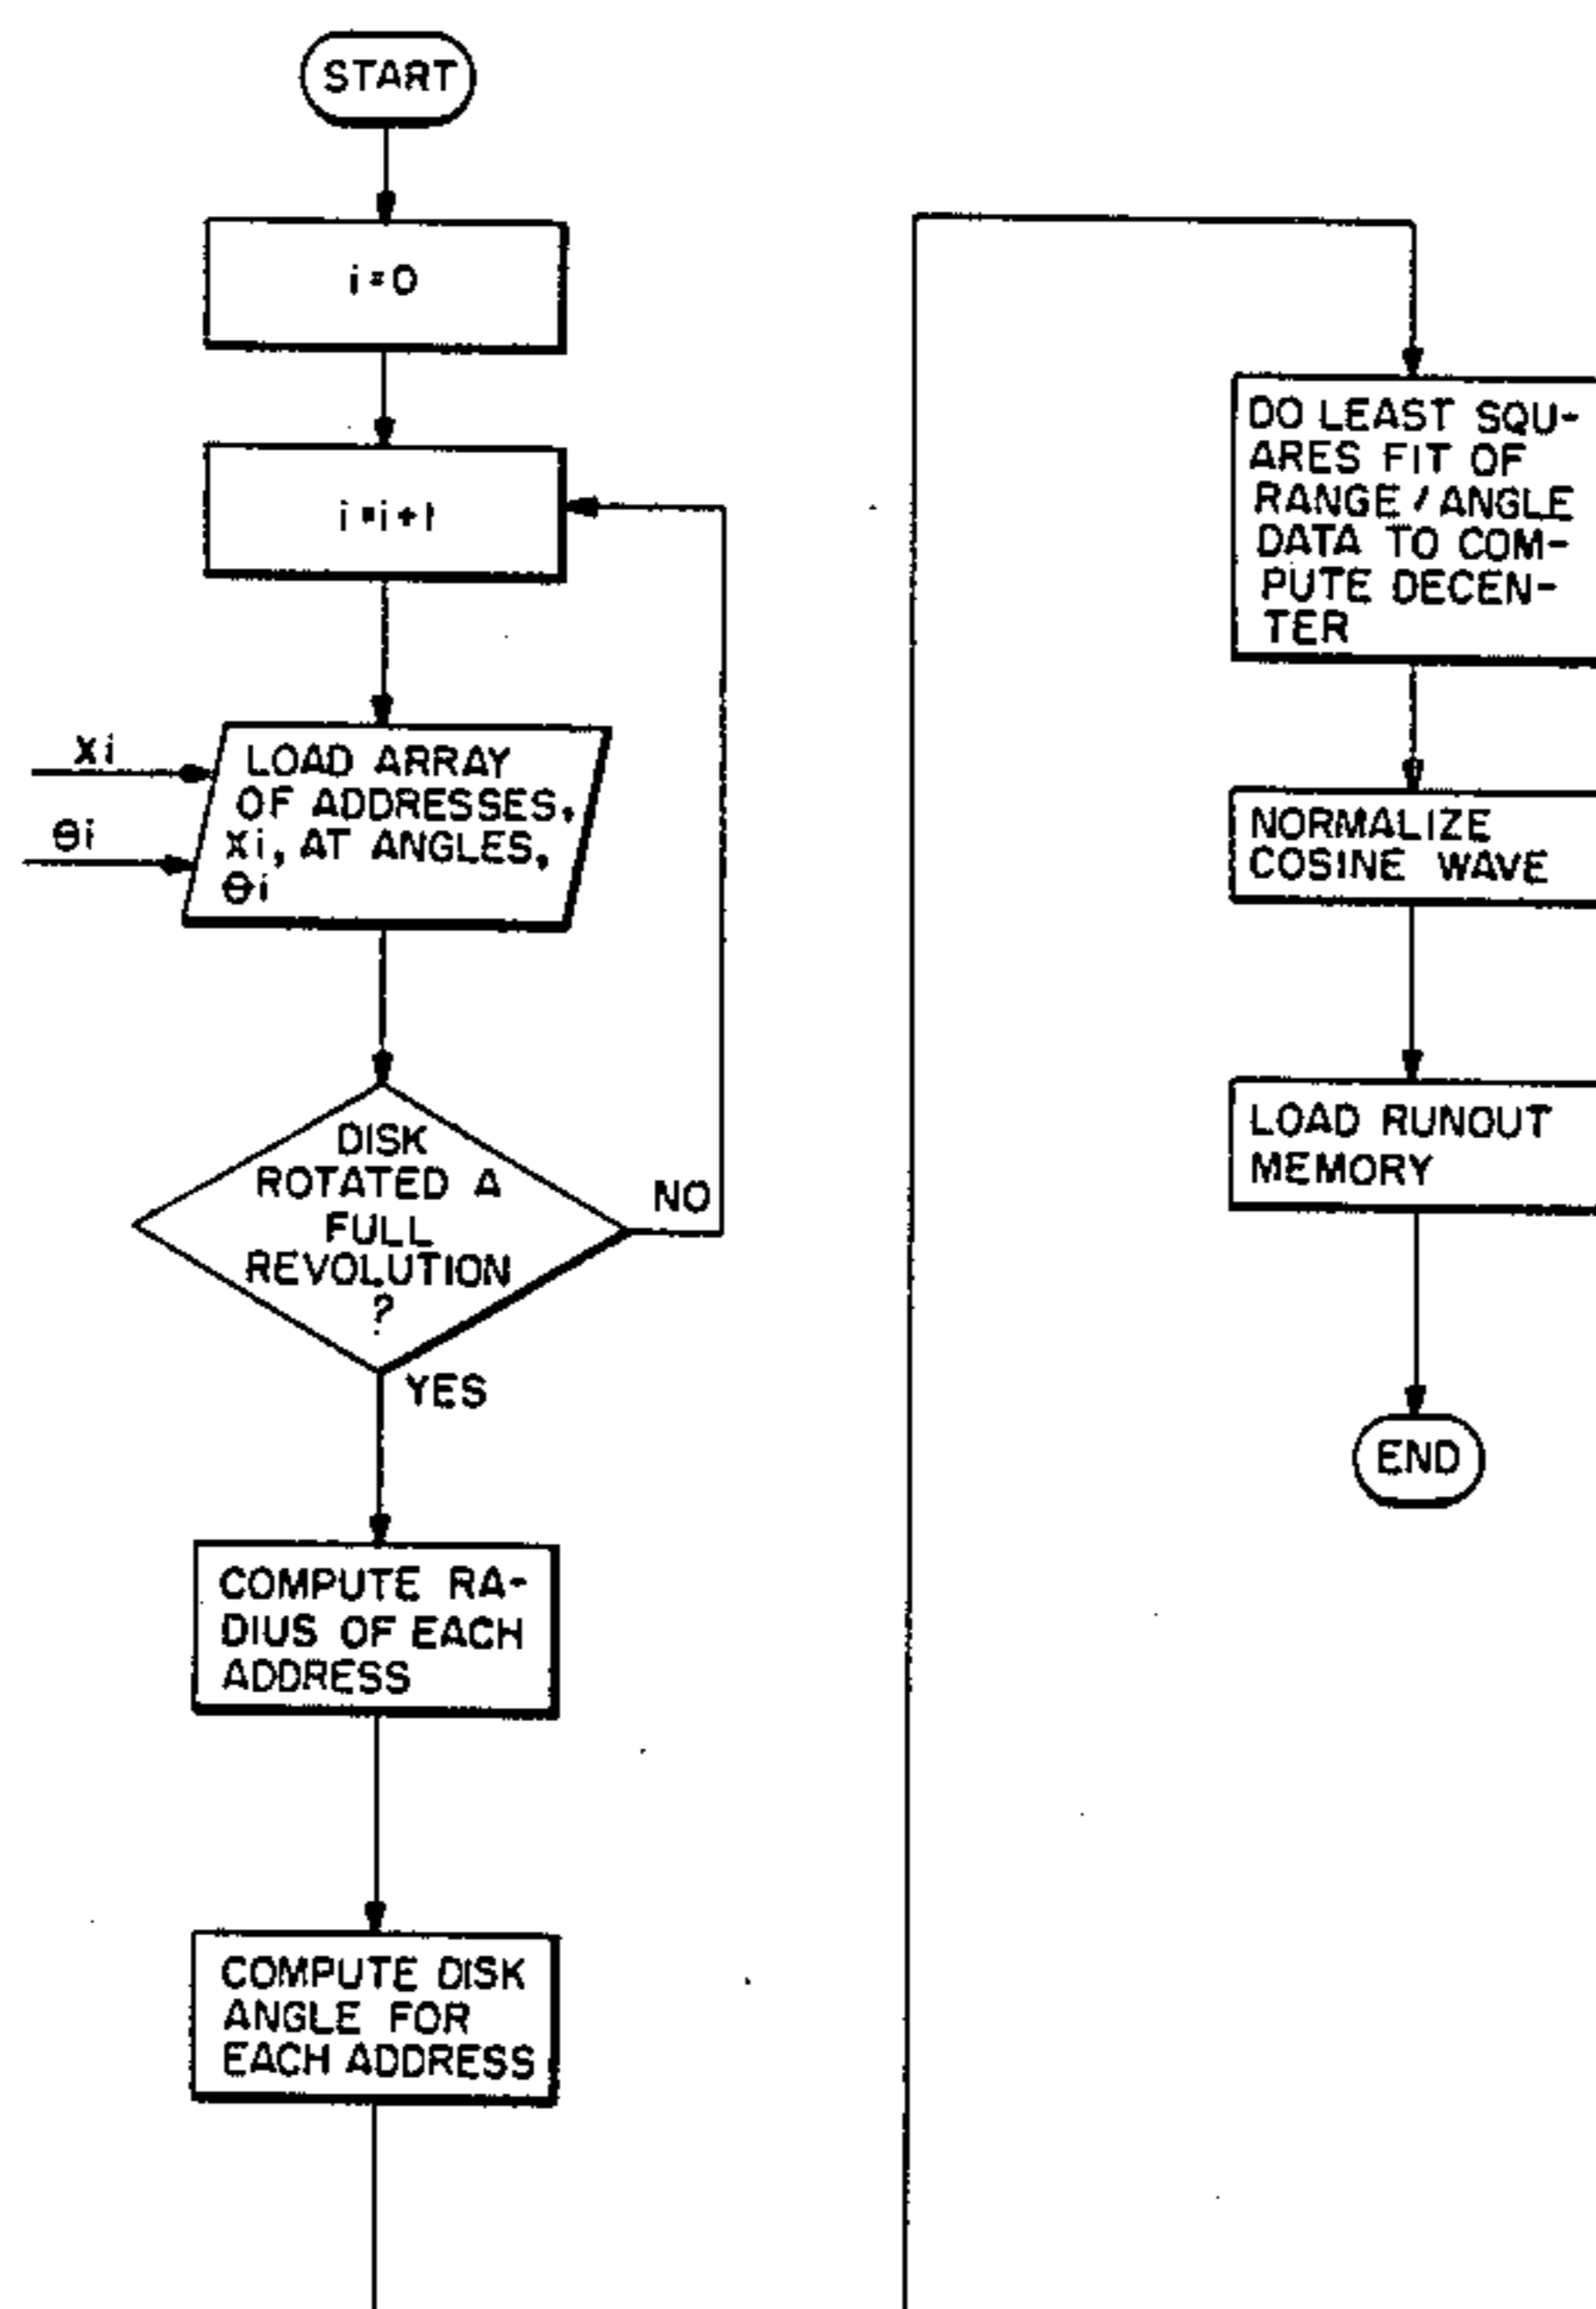 START
i=0
i=i+1
xi
θi
LOAD ARRAY
OF ADDRESSES,
xi, AT ANGLES,
θi
DISK
ROTATED A
FULL
REVOLUTION
?
NO
YES
COMPUTE RA-
DIUS OF EACH
ADDRESS
COMPUTE DISK
ANGLE FOR
EACH ADDRESS
DO LEAST SQU-
ARES FIT OF
RANGE/ANGLE
DATA TO COM-
PUTE DECEN-
TER
NORMALIZE
COSINE WAVE
LOAD RUNOUT
MEMORY
END